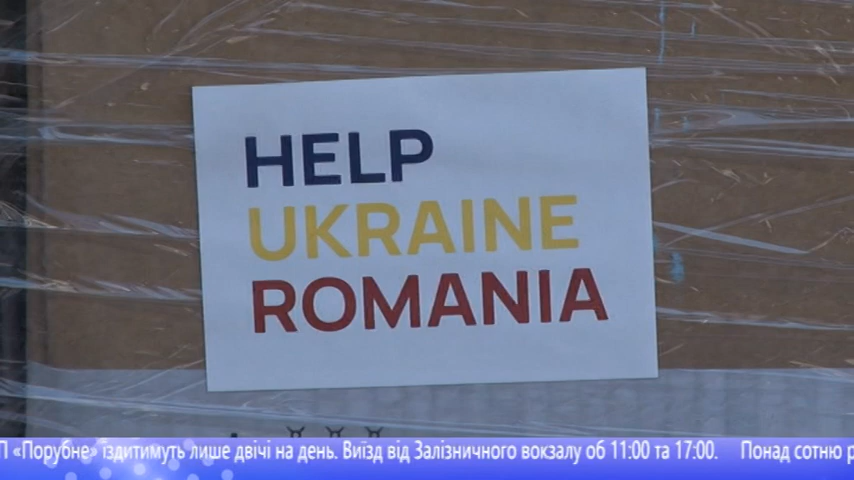 HELP
UKRAINE
ROMANIA
П «Порубне» їздитимуть лише двічі на день. Виїзд від Залізничного вокзалу об 11:00 та 17:00. Понад сотню р